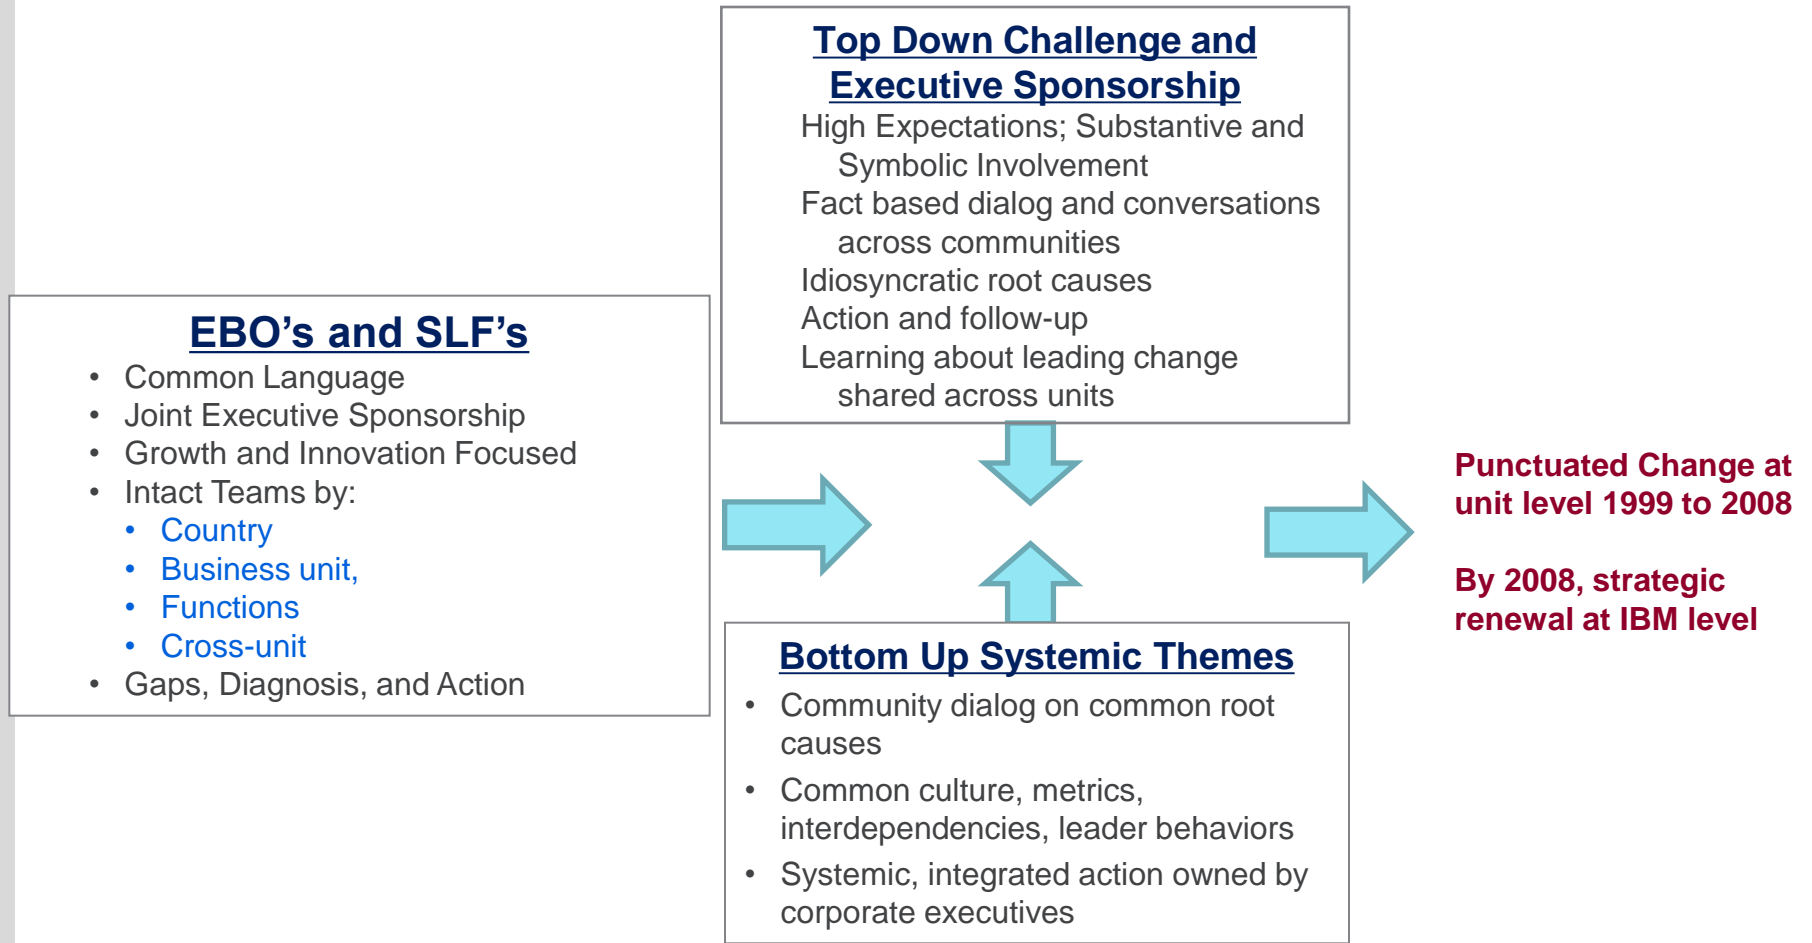 Top Down Challenge and
Executive Sponsorship
High Expectations; Substantive and
Symbolic Involvement
Fact based dialog and conversations
across communities
Idiosyncratic root causes
Action and follow-up
Learning about leading change
shared across units
EBO's and SLF's
• Common Language
• Joint Executive Sponsorship
• Growth and Innovation Focused
• Intact Teams by:
• Country
• Business unit,
• Functions
• Cross-unit
• Gaps, Diagnosis, and Action
Bottom Up Systemic Themes
• Community dialog on common root
causes
• Common culture, metrics,
interdependencies, leader behaviors
• Systemic, integrated action owned by
corporate executives
Punctuated Change at
unit level 1999 to 2008
By 2008, strategic
renewal at IBM level